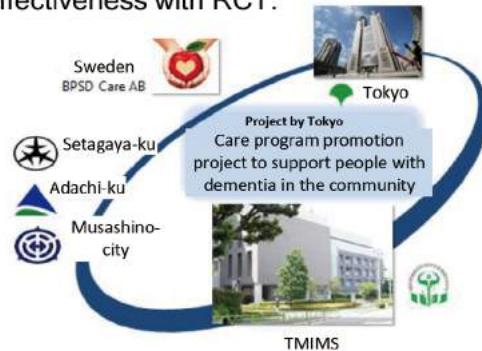 ffectiveness with RCT.
Sweden
BPSD Care AB
Tokyo
Project by Tokyo
Care program promotion
project to support people with
dementia in the community
Setagaya-ku
Adachi-ku
Musashino-
city
TMIMS